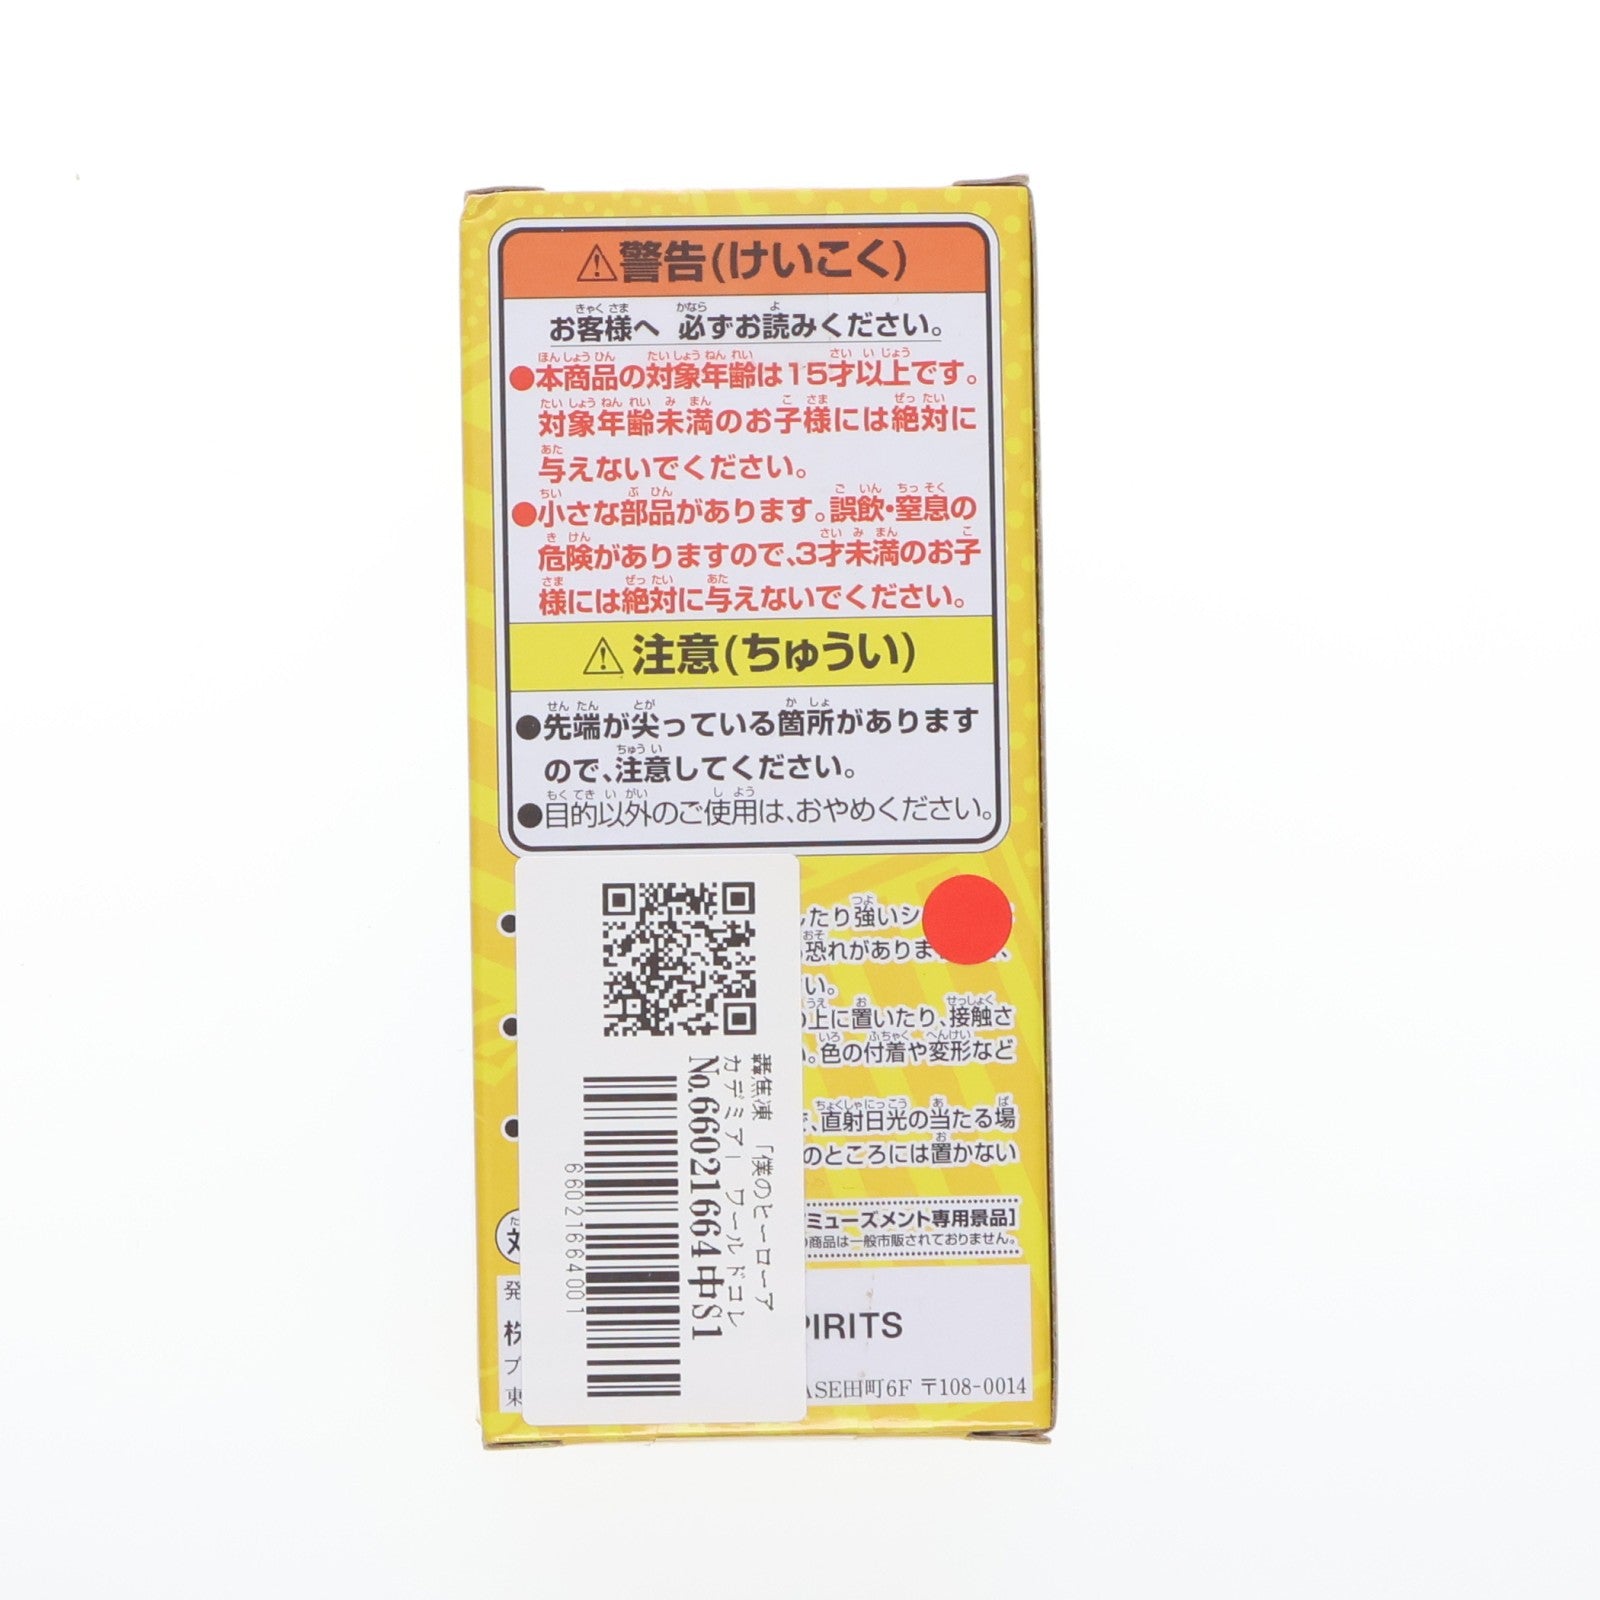 ⚠警告(けいこく)
お客様へ 必ずお読みください。
●本商品の対象年齢は15才以上です。
対象年齢未満のお子様には絶対に
与えないでください。
●小さな部品があります。誤飲・窒息の
危険がありますので、3才未満のお子
様には絶対に与えないでください。
⚠注意(ちゅうい)
●先端が尖っている箇所があります
ので、注意してください。
●目的以外のご使用は、おやめください。
たり強いシ
恐れがありま
い。
上に置いたり、接触さ
。色の付着や変形など
、直射日光の当たる場
のところには置かない
ミューズメント専用景品]
商品は一般市販されておりません。
発
株
PIRITS
プ
東
ASE田町6F 〒108-0014
轟焦凍 「僕のヒーローア
カデミア」 ワールドコレ
No.66021664中S1
66021664001